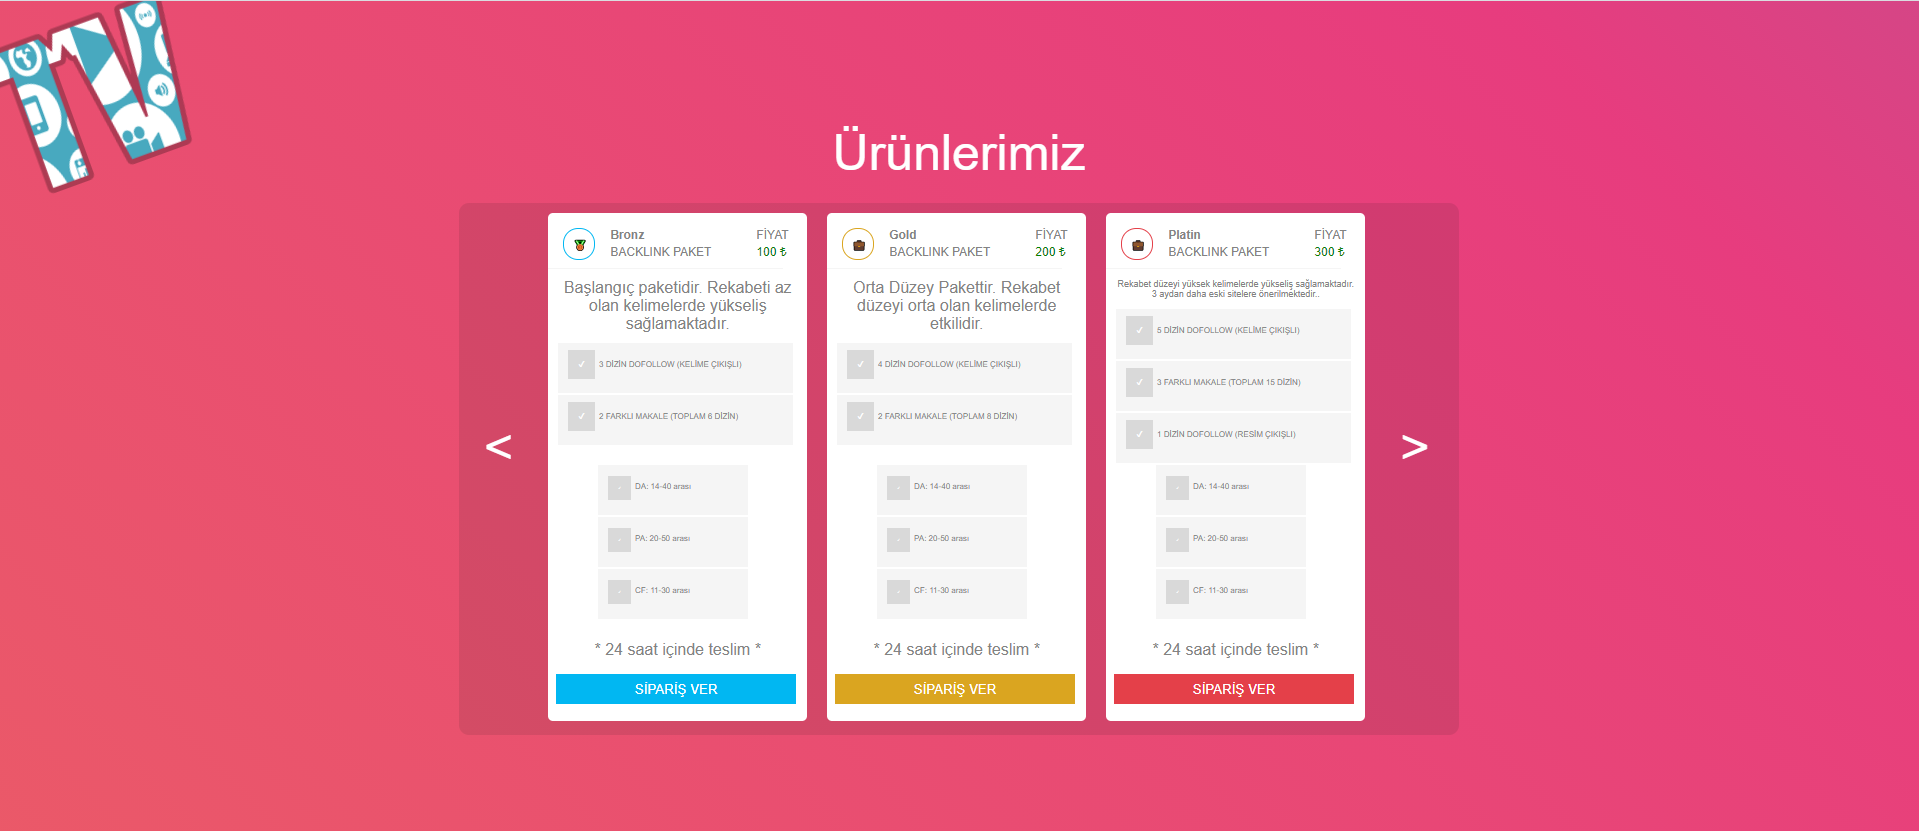 TV
Ürünlerimiz
<
Bronz
BACKLINK PAKET
FİYAT
100 ₺
Başlangıç paketidir. Rekabeti az
olan kelimelerde yükseliş
sağlamaktadır.
3 DİZİN DOFOLLOW (KELİME ÇIKIŞLI)
2 FARKLI MAKALE (TOPLAM 6 DİZİN)
DA: 14-40 arası
PA: 20-50 arası
CF: 11-30 arası
* 24 saat içinde teslim *
SİPARİŞ VER
Gold
BACKLINK PAKET
FİYAT
200 ₺
Orta Düzey Pakettir. Rekabet
düzeyi orta olan kelimelerde
etkilidir.
4 DİZİN DOFOLLOW (KELİME ÇIKIŞLI)
2 FARKLI MAKALE (TOPLAM 8 DİZİN)
DA: 14-40 arası
PA: 20-50 arası
CF: 11-30 arası
* 24 saat içinde teslim *
SİPARİŞ VER
Platin
BACKLINK PAKET
FİYAT
300 ₺
Rekabet düzeyi yüksek kelimelerde yükseliş sağlamaktadır.
3 aydan daha eski sitelere önerilmektedir..
5 DİZİN DOFOLLOW (KELİME ÇIKIŞLI)
3 FARKLI MAKALE (TOPLAM 15 DİZİN)
1 DİZİN DOFOLLOW (RESİM ÇIKIŞLI)
DA: 14-40 arası
PA: 20-50 arası
CF: 11-30 arası
* 24 saat içinde teslim *
SİPARİŞ VER
>